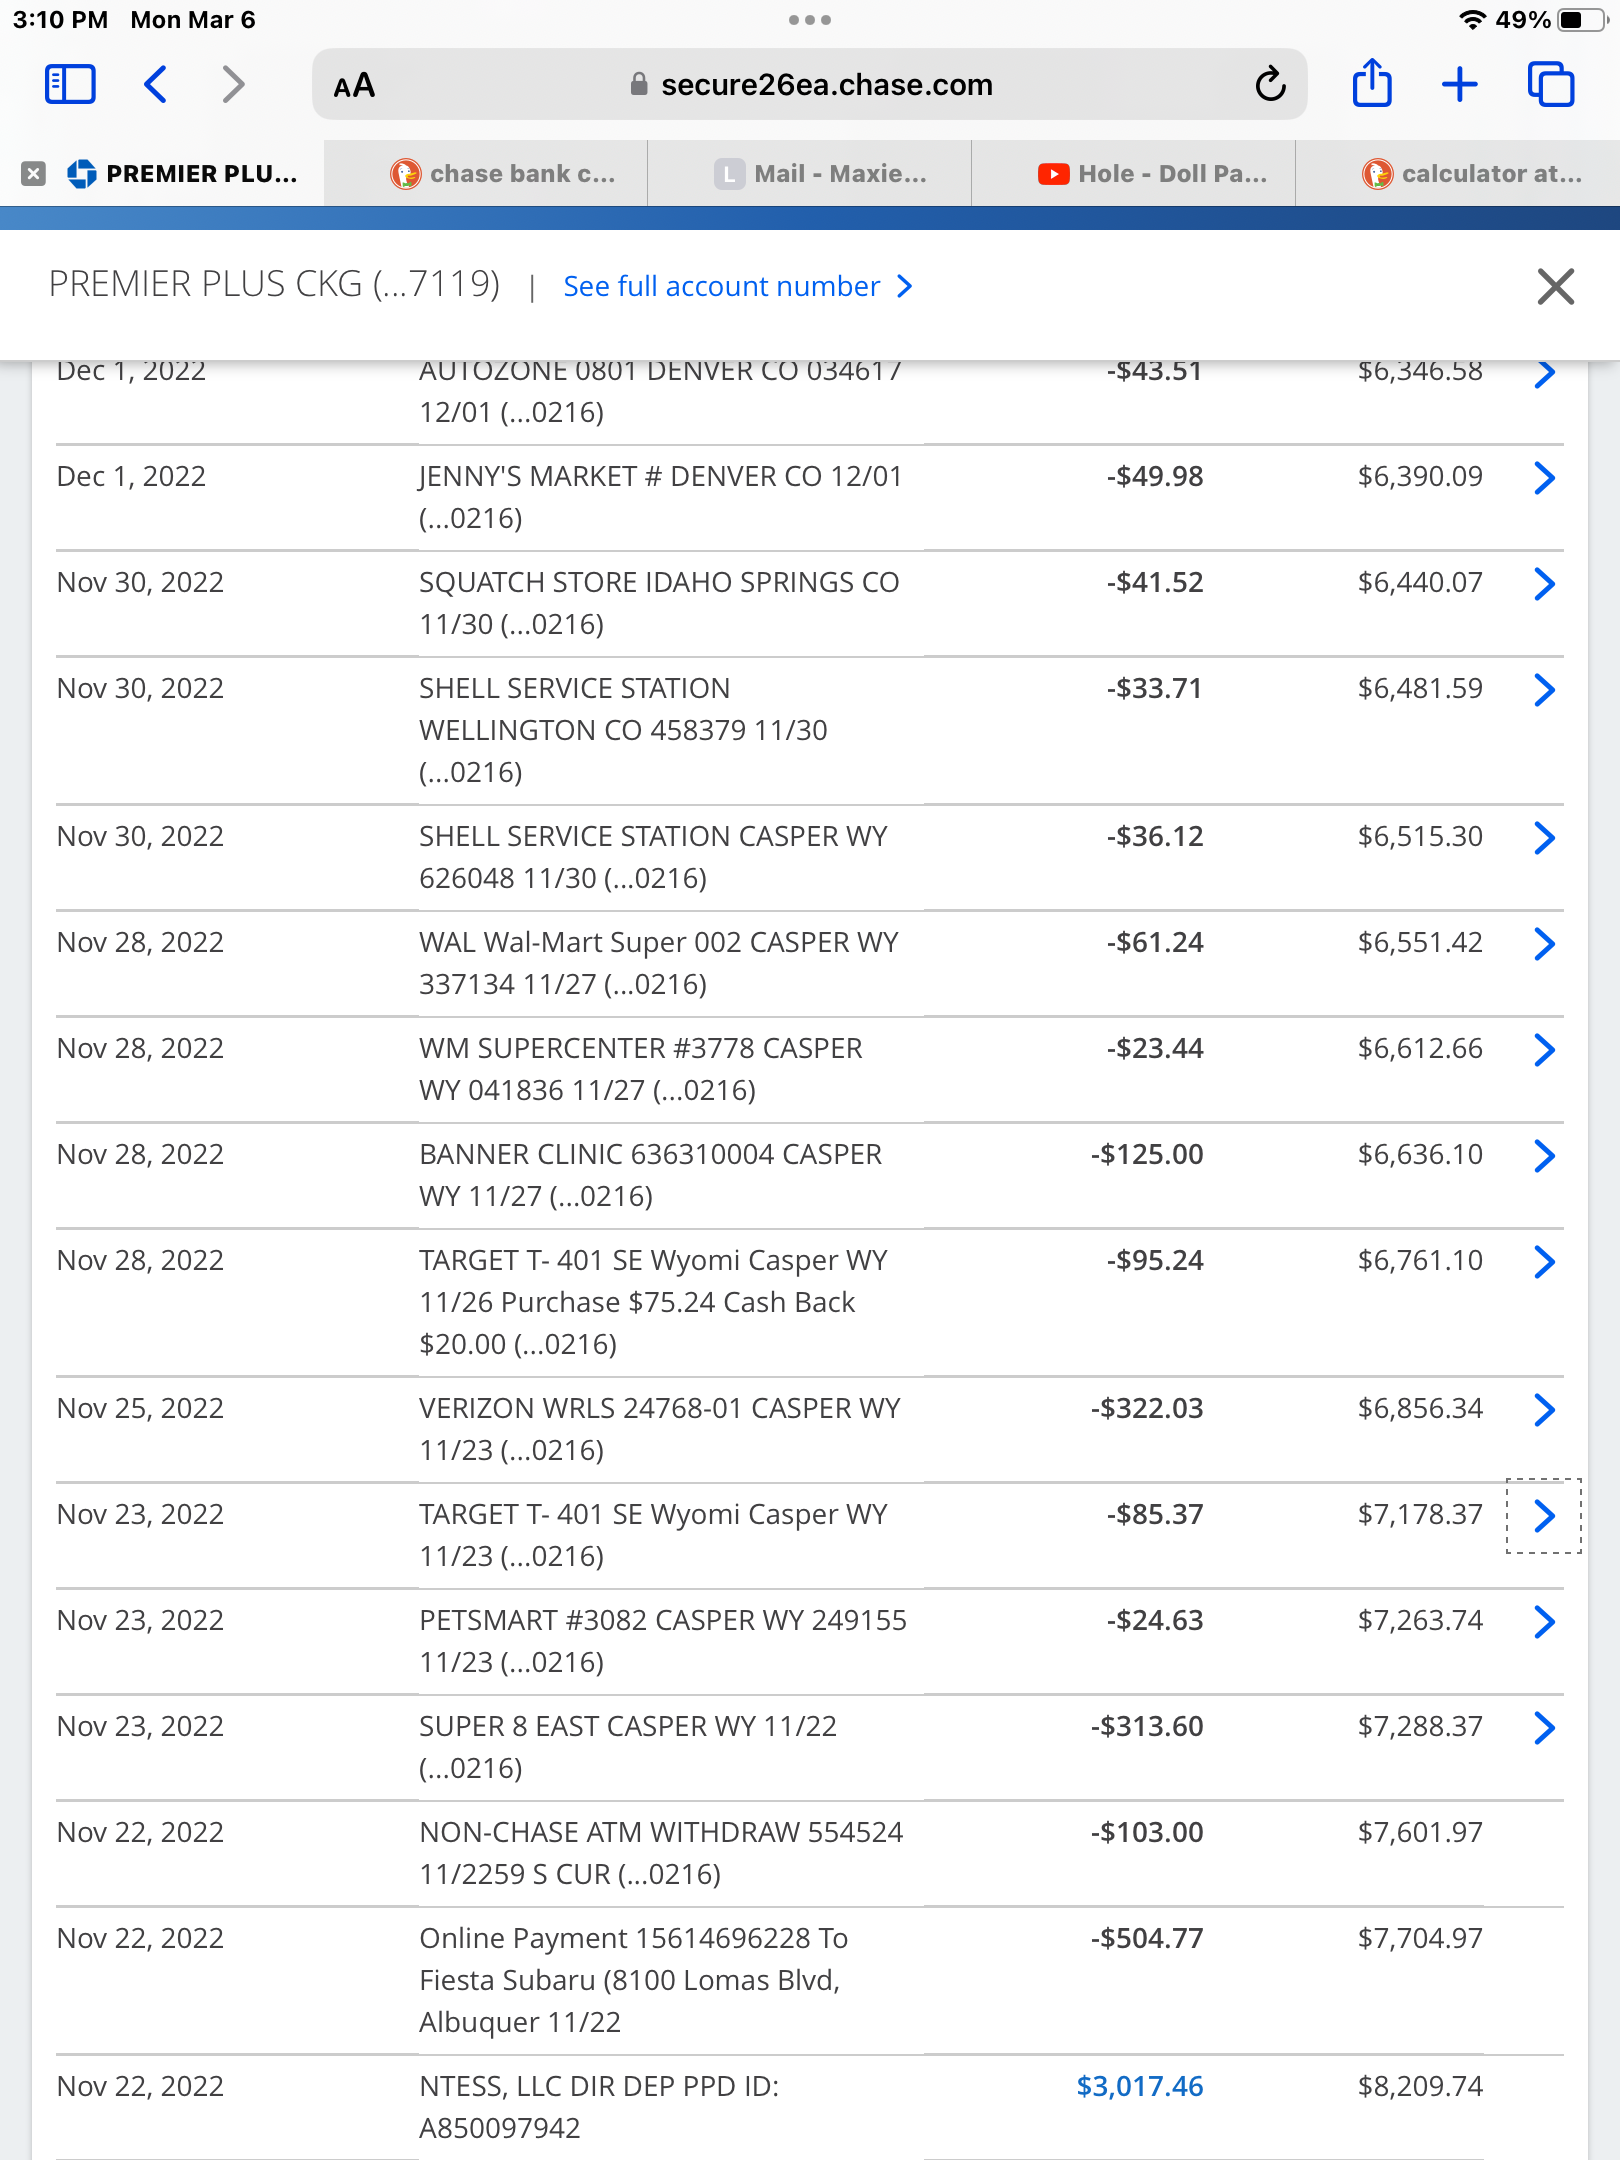 3:10 PM Mon Mar 6
49%
AA
secure26ea.chase.com
PREMIER PLU...
chase bank c...
L Mail - Maxie...
Hole - Doll Pa...
calculator at...
PREMIER PLUS CKG (...7119) | See full account number
Dec 1, 2022 AUTOZONE 0801 DENVER CO 034617 -$43.51 $6,346.58
12/01 (...0216)
Dec 1, 2022 JENNY'S MARKET # DENVER CO 12/01 -$49.98 $6,390.09
(...0216)
Nov 30, 2022 SQUATCH STORE IDAHO SPRINGS CO -$41.52 $6,440.07
11/30 (...0216)
Nov 30, 2022 SHELL SERVICE STATION -$33.71 $6,481.59
WELLINGTON CO 458379 11/30
(...0216)
Nov 30, 2022 SHELL SERVICE STATION CASPER WY -$36.12 $6,515.30
626048 11/30 (...0216)
Nov 28, 2022 WAL Wal-Mart Super 002 CASPER WY -$61.24 $6,551.42
337134 11/27 (...0216)
Nov 28, 2022 WM SUPERCENTER #3778 CASPER -$23.44 $6,612.66
WY 041836 11/27 (...0216)
Nov 28, 2022 BANNER CLINIC 636310004 CASPER -$125.00 $6,636.10
WY 11/27 (...0216)
Nov 28, 2022 TARGET T- 401 SE Wyomi Casper WY -$95.24 $6,761.10
11/26 Purchase $75.24 Cash Back
$20.00 (...0216)
Nov 25, 2022 VERIZON WRLS 24768-01 CASPER WY -$322.03 $6,856.34
11/23 (...0216)
Nov 23, 2022 TARGET T- 401 SE Wyomi Casper WY -$85.37 $7,178.37
11/23 (...0216)
Nov 23, 2022 PETSMART #3082 CASPER WY 249155 -$24.63 $7,263.74
11/23 (...0216)
Nov 23, 2022 SUPER 8 EAST CASPER WY 11/22 -$313.60 $7,288.37
(...0216)
Nov 22, 2022 NON-CHASE ATM WITHDRAW 554524 -$103.00 $7,601.97
11/2259 S CUR (...0216)
Nov 22, 2022 Online Payment 15614696228 To -$504.77 $7,704.97
Fiesta Subaru (8100 Lomas Blvd,
Albuquer 11/22
Nov 22, 2022 NTESS, LLC DIR DEP PPD ID: $3,017.46 $8,209.74
A850097942